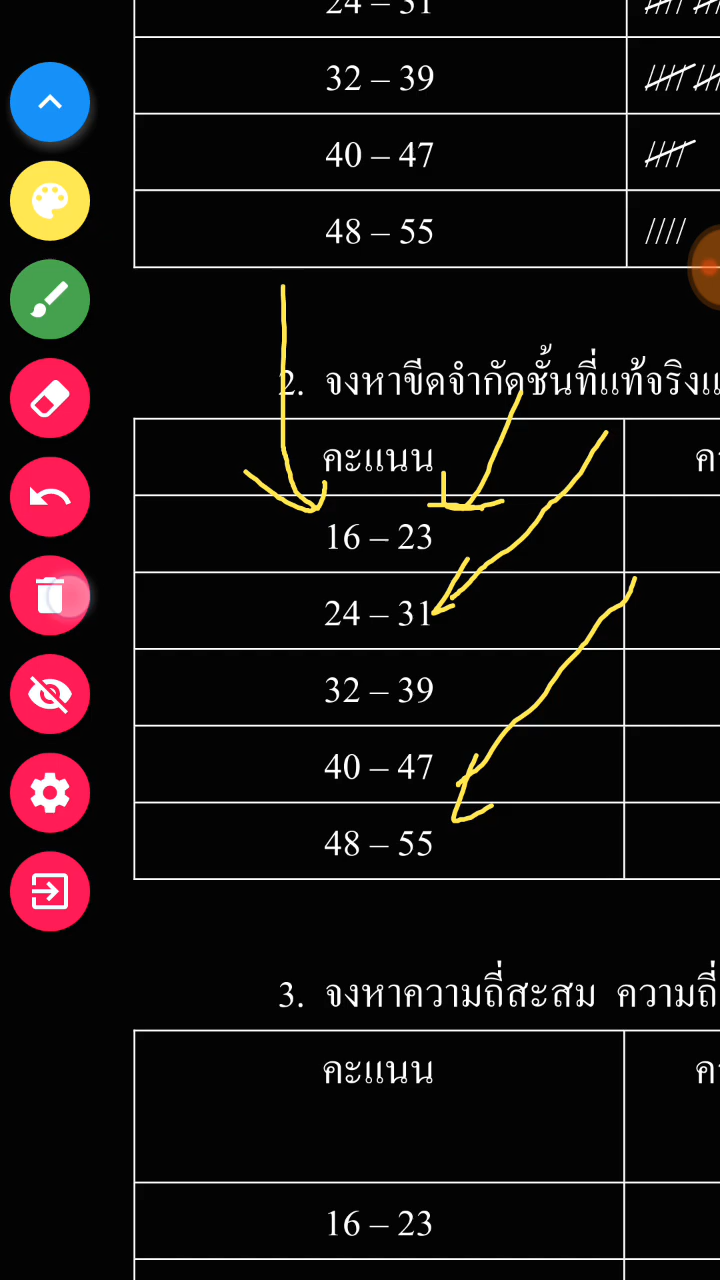 24 – 31
32 – 39
40 – 47
48 – 55
2. จงหาขีดจำกัดชั้นที่แท้จริง
คะแนน
16 – 23
24 – 31
32 – 39
40 – 47
48 – 55
3. จงหาความถี่สะสม ความถี่
คะแนน
16 – 23